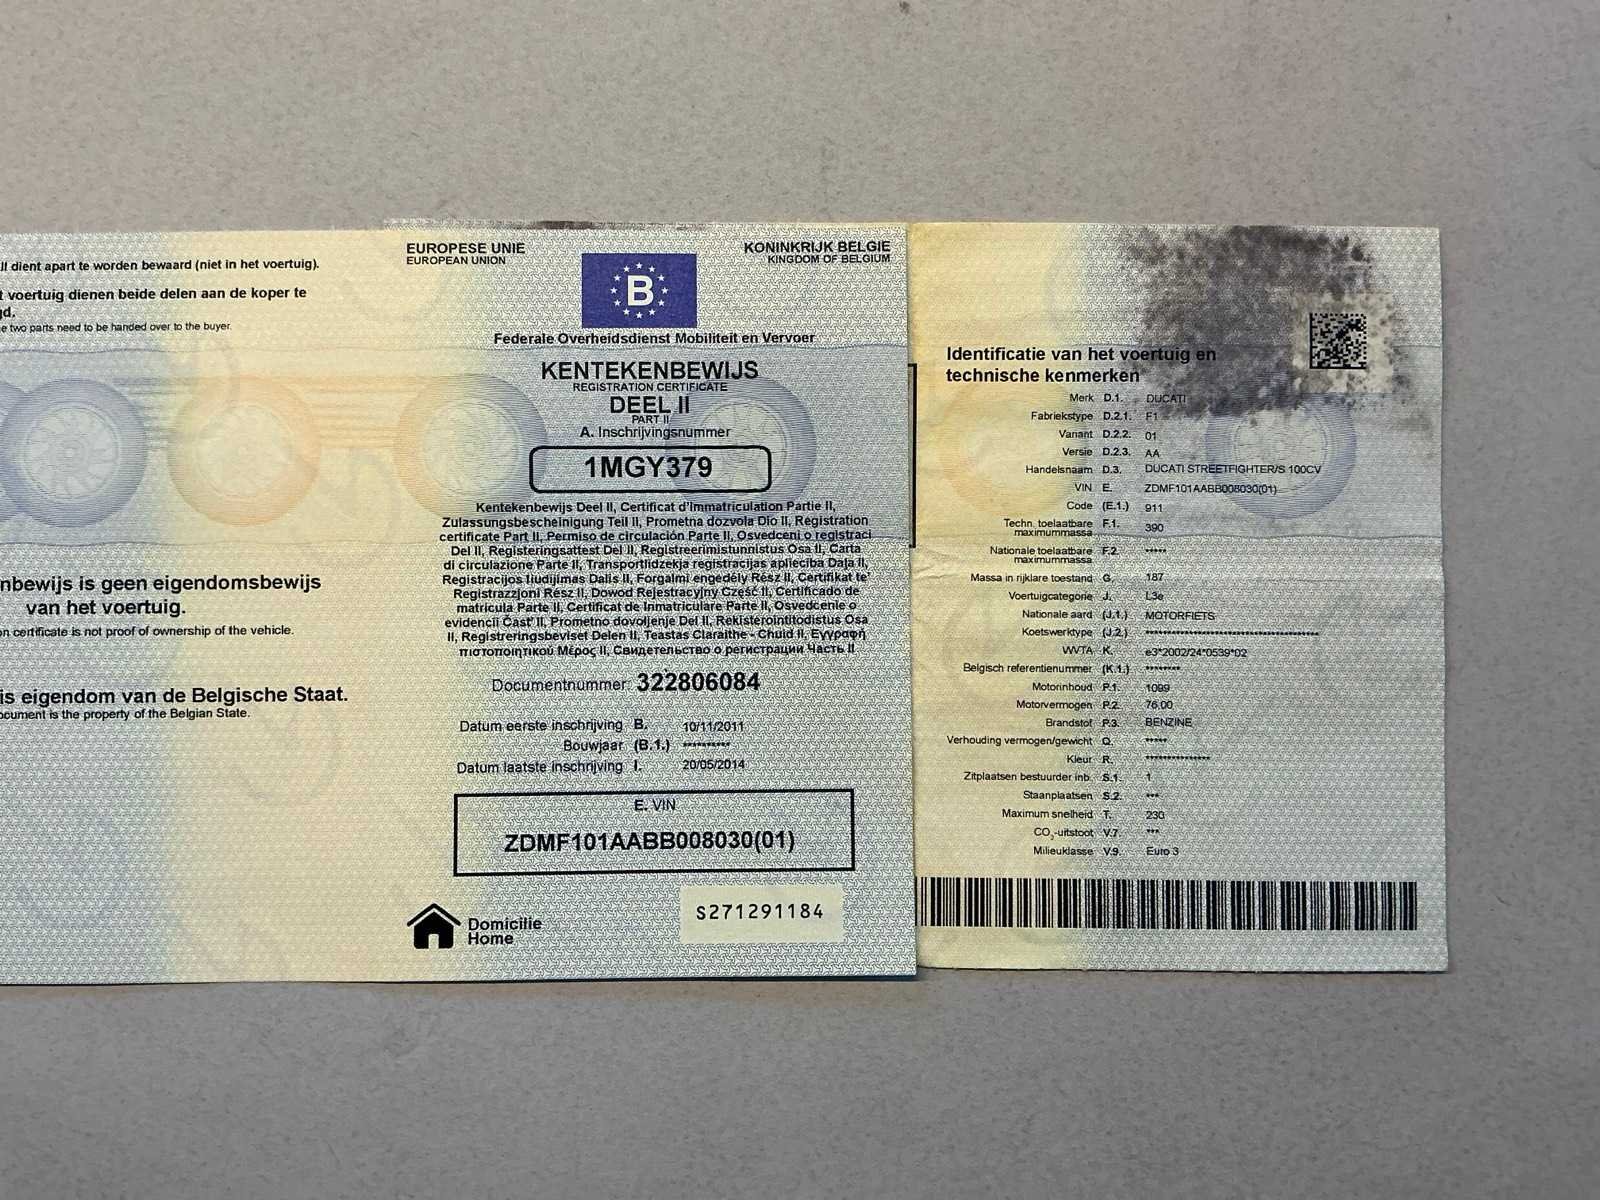 II dient apart te worden bewaard (niet in het voertuig).
t voertuig dienen beide delen aan de koper te
gd.
e two parts need to be handed over to the buyer.
nbewijs is geen eigendomsbewijs
van het voertuig.
on certificate is not proof of ownership of the vehicle.
is eigendom van de Belgische Staat.
ocument is the property of the Belgian State.
EUROPESE UNIE
EUROPEAN UNION
KONINKRIJK BELGIE
KINGDOM OF BELGIUM
B
Federale Overheidsdienst Mobiliteit en Vervoer
KENTEKENBEWIJS
REGISTRATION CERTIFICATE
DEEL II
PART II
A. Inschrijvingsnummer
1MGY379
Kentekenbewijs Deel II, Certificat d'Immatriculation Partie II,
Zulassungsbescheinigung Teil II, Prometna dozvola Dio II, Registration
certificate Part II, Permiso de circulación Parte II, Osvedceni o registraci
Del II, Registeringsattest Del II, Registreerimistunnistus Osa II, Carta
di circolazione Parte II, Transportlidzekja registracijas apliecība Daļa II,
Registracijos liudijimas Dalis II, Forgalmi engedély Rész II, Certifikat te'
Registrazzjoni Rész II, Dowod Rejestracyjny Część II, Certificado de
matricula Parte II, Certificat de Inmatriculare Parte II, Osvedcenie o
evidencii Časť II, Prometno dovoljenje Del II, Rekisterointitodistus Osa
II, Registreringsbeviset Delen II, Teastas Claraithe - Chuid II, Εγγραφή
πιστοποιητικού Μέρος II, Свидетельство о регистрации Часть II
Documentnummer: 322806084
Datum eerste inschrijving B. 10/11/2011
Bouwjaar (B.1.) **********
Datum laatste inschrijving I. 20/05/2014
E. VIN
ZDMF101AABB008030(01)
Domicilie
Home
S271291184
Identificatie van het voertuig en
technische kenmerken
Merk D.1. DUCATI
Fabriekstype D.2.1. F1
Variant D.2.2. 01
Versie D.2.3. AA
Handelsnaam D.3. DUCATI STREETFIGHTER/S 100CV
VIN E. ZDMF101AABB008030(01)
Code (E.1.) 911
Techn. toelaatbare maximummassa F.1. 390
Nationale toelaatbare maximummassa F.2. *****
Massa in rijklare toestand G. 187
Voertuigcategorie J. L3e
Nationale aard (J.1.) MOTORFIETS
Koetswerktype (J.2.) ****************************************
WVTA K. e3*2002/24*0539*02
Belgisch referentienummer (K.1.) ********
Motorinhoud P.1. 1099
Motorvermogen P.2. 76,00
Brandstof P.3. BENZINE
Verhouding vermogen/gewicht Q. *****
Kleur R. ***************
Zitplaatsen bestuurder inb. S.1. 1
Staanplaatsen S.2. ***
Maximum snelheid T. 230
CO₂-uitstoot V.7. ***
Milieuklasse V.9. Euro 3